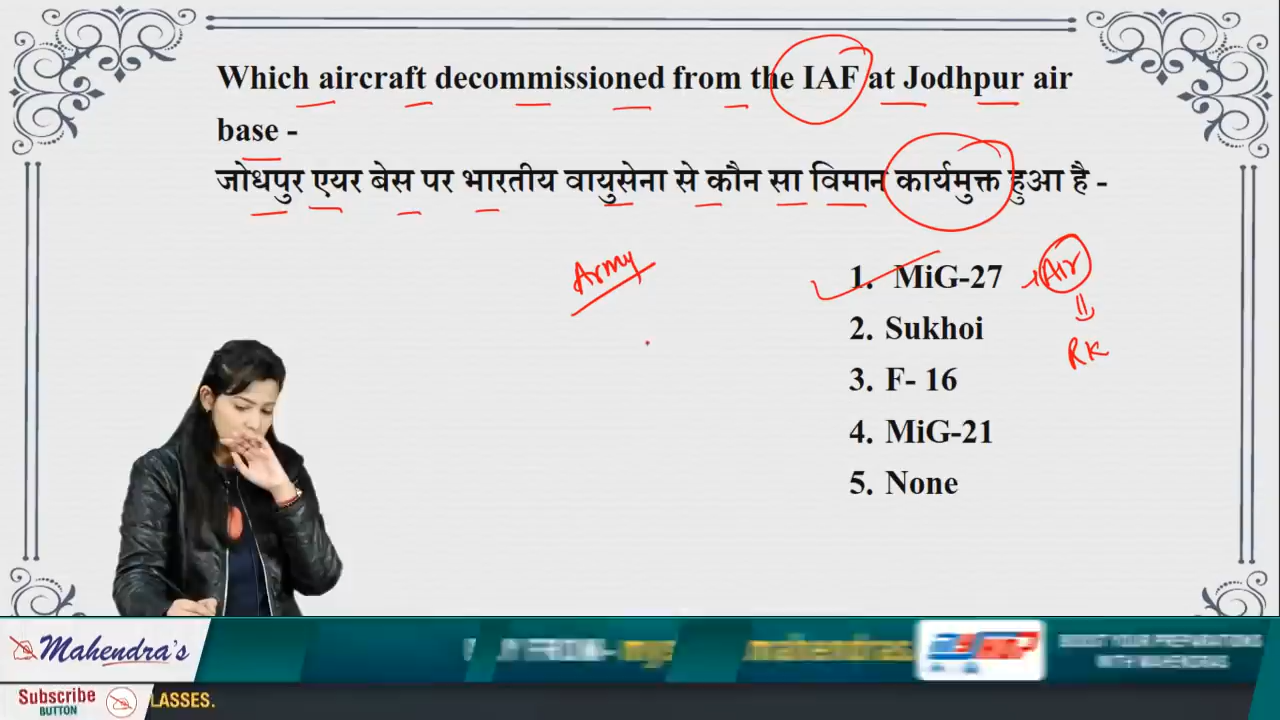 Which aircraft decommissioned from the IAF at Jodhpur air
base -
जोधपुर एयर बेस पर भारतीय वायुसेना से कौन सा विमान कार्यमुक्त हुआ है -
Army
1. MiG-27
Air
2. Sukhoi
RK
3. F- 16
4. MiG-21
5. None
Mahendra's
Subscribe
BUTTON
LASSES.